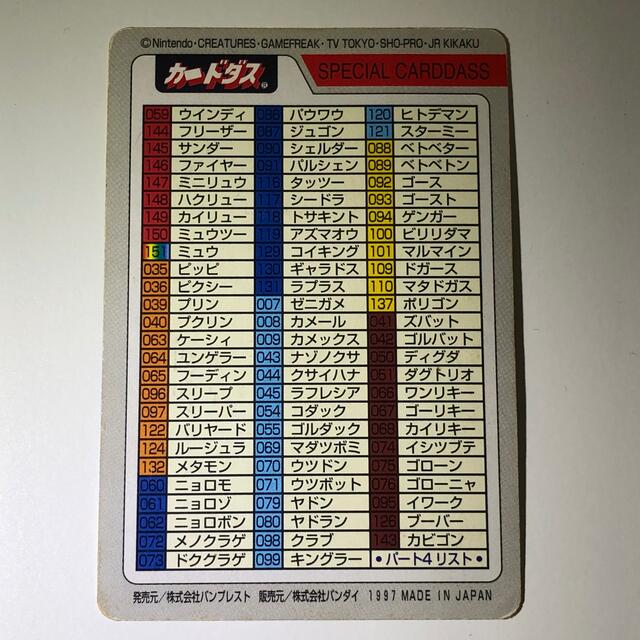 ©Nintendo・CREATURES・GAMEFREAK・TV TOKYO・SHO-PRO・JR KIKAKU
カードダス® SPECIAL CARDDASS
059 ウインディ 086 パウワウ 120 ヒトデマン
144 フリーザー 087 ジュゴン 121 スターミー
145 サンダー 090 シェルダー 088 ベトベター
146 ファイヤー 091 パルシェン 089 ベトベトン
147 ミニリュウ 116 タッツー 092 ゴース
148 ハクリュー 117 シードラ 093 ゴースト
149 カイリュー 118 トサキント 094 ゲンガー
150 ミュウツー 119 アズマオウ 100 ビリリダマ
151 ミュウ 129 コイキング 101 マルマイン
035 ピッピ 130 ギャラドス 109 ドガース
036 ピクシー 131 ラプラス 110 マタドガス
039 プリン 007 ゼニガメ 137 ポリゴン
040 プクリン 008 カメール 041 ズバット
063 ケーシィ 009 カメックス 042 ゴルバット
064 ユンゲラー 043 ナゾノクサ 050 ディグダ
065 フーディン 044 クサイハナ 051 ダグトリオ
096 スリープ 045 ラフレシア 066 ワンリキー
097 スリーパー 054 コダック 067 ゴーリキー
122 バリヤード 055 ゴルダック 068 カイリキー
124 ルージュラ 069 マダツボミ 074 イシツブテ
132 メタモン 070 ウツドン 075 ゴローン
060 ニョロモ 071 ウツボット 076 ゴローニャ
061 ニョロゾ 079 ヤドン 095 イワーク
062 ニョロボン 080 ヤドラン 126 ブーバー
072 メノクラゲ 098 クラブ 143 カビゴン
073 ドククラゲ 099 キングラー ・パート4リスト・
発売元/株式会社バンプレスト 販売元/株式会社バンダイ 1997 MADE IN JAPAN